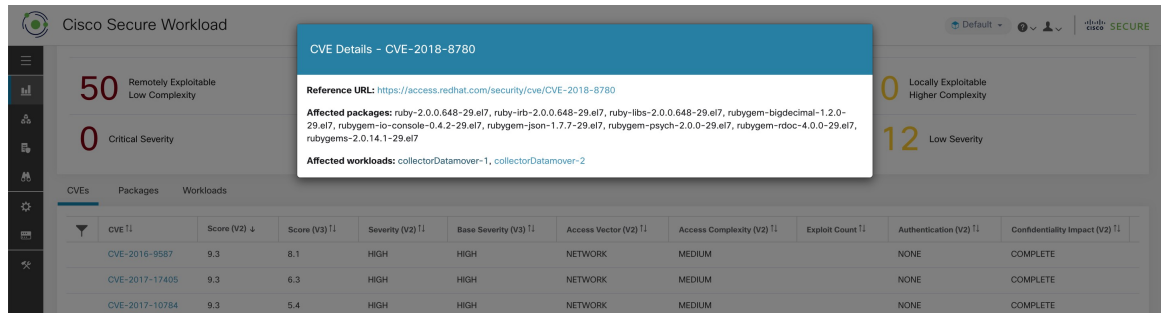 Cisco Secure Workload
Default
CISCO SECURE
CVE Details - CVE-2018-8780
Reference URL: https://access.redhat.com/security/cve/CVE-2018-8780
Affected packages: ruby-2.0.0.648-29.el7, ruby-irb-2.0.0.648-29.el7, ruby-libs-2.0.0.648-29.el7, rubygem-bigdecimal-1.2.0-
29.el7, rubygem-io-console-0.4.2-29.el7, rubygem-json-1.7.7-29.el7, rubygem-psych-2.0.0-29.el7, rubygem-rdoc-4.0.0-29.el7,
rubygems-2.0.14.1-29.el7
Affected workloads: collectorDatamover-1, collectorDatamover-2
50 Remotely Exploitable
Low Complexity
0 Locally Exploitable
Higher Complexity
0 Critical Severity
12 Low Severity
CVEs Packages Workloads
CVE Score (V2) Score (V3) Severity (V2) Base Severity (V3) Access Vector (V2) Access Complexity (V2) Exploit Count Authentication (V2) Confidentiality Impact (V2)
CVE-2016-9587 9.3 8.1 HIGH HIGH NETWORK MEDIUM NONE COMPLETE
CVE-2017-17405 9.3 6.3 HIGH HIGH NETWORK MEDIUM NONE COMPLETE
CVE-2017-10784 9.3 5.4 HIGH HIGH NETWORK MEDIUM NONE COMPLETE